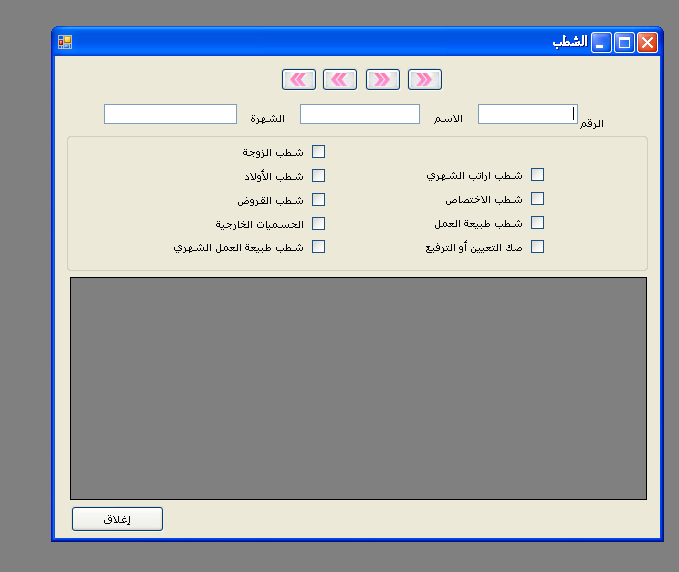 الشطب
الرقم
الاسم
الشهرة
شطب اراتب الشهري
شطب الاختصاص
شطب طبيعة العمل
صك التعيين أو الترفيع
شطب الزوجة
شطب الأولاد
شطب القروض
الحسميات الخارجية
شطب طبيعة العمل الشهري
إغلاق